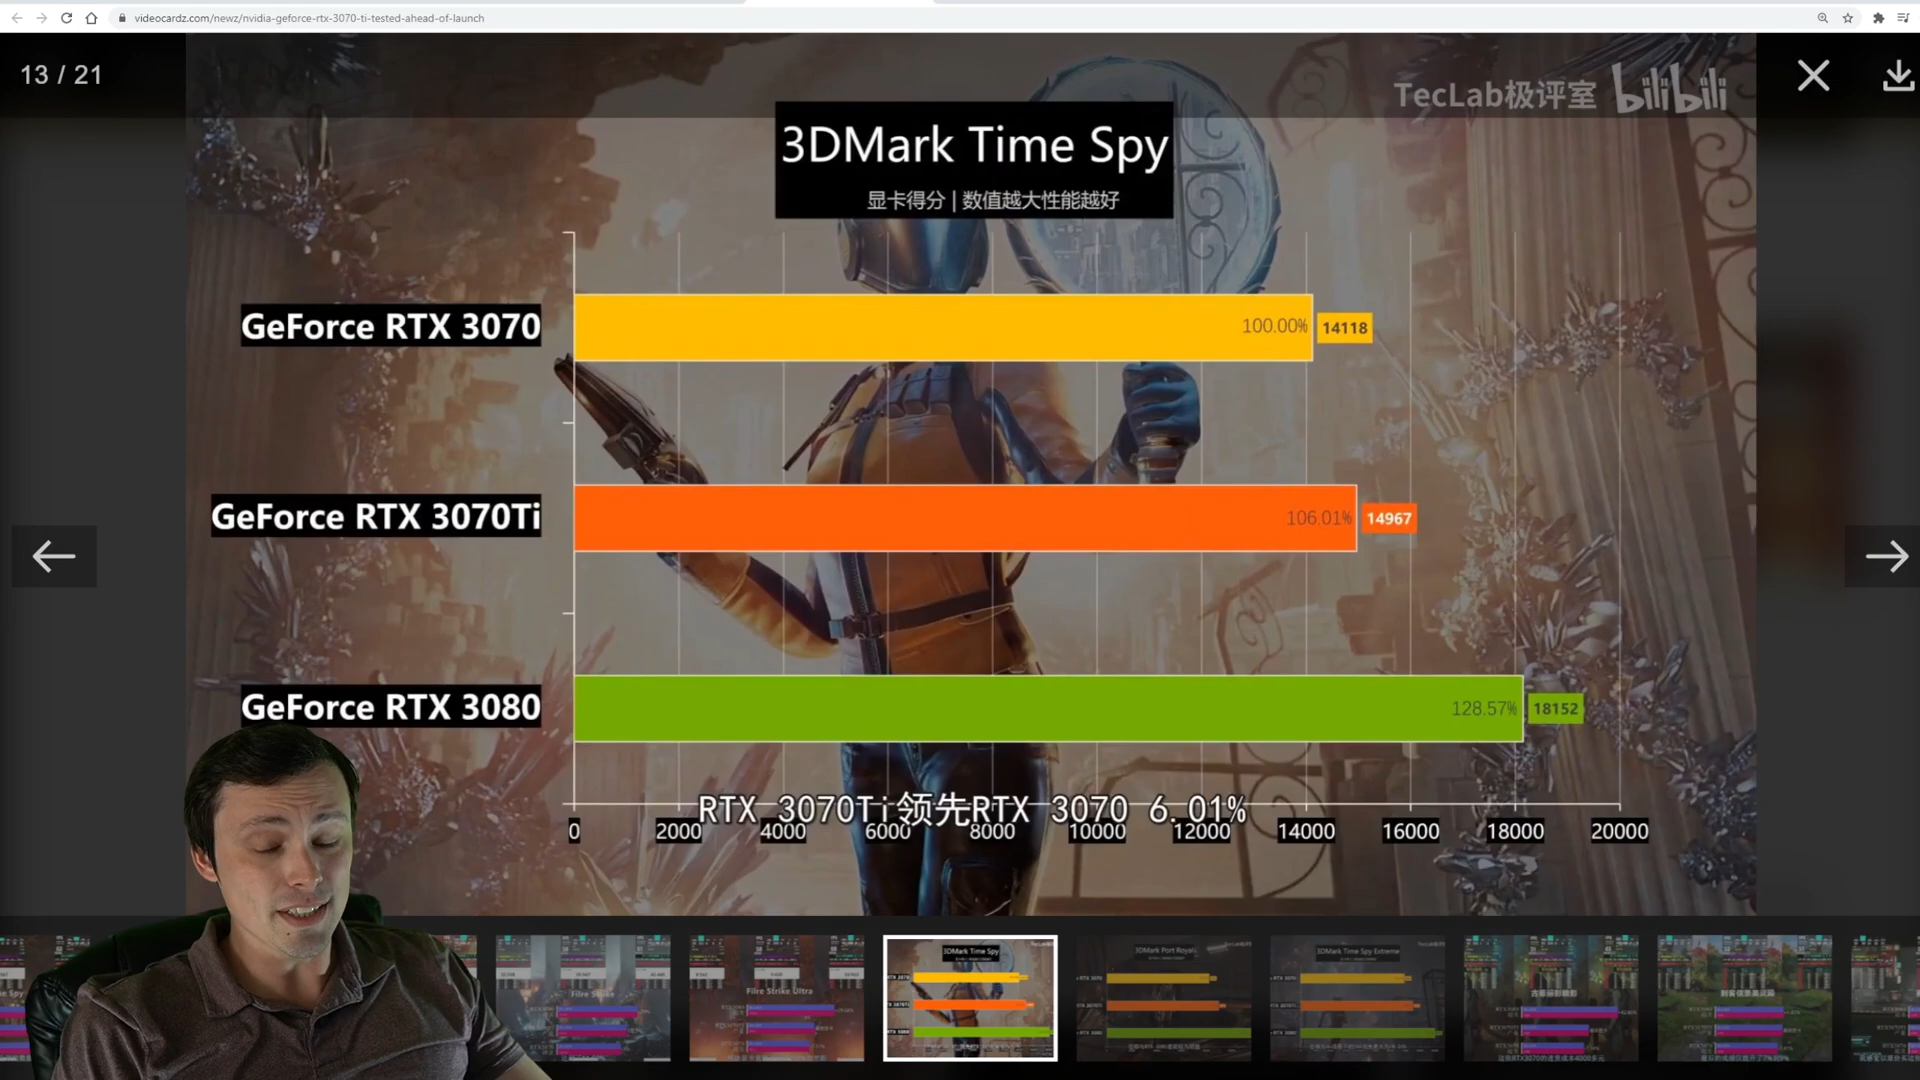 videocardz.com/newz/nvidia-geforce-rtx-3070-ti-tested-ahead-of-launch
13 / 21
TecLab极评室 bilibili
3DMark Time Spy
显卡得分 | 数值越大性能越好
GeForce RTX 3070
100.00%
14118
GeForce RTX 3070Ti
106.01%
14967
GeForce RTX 3080
128.57%
18152
RTX 3070Ti领先RTX 3070 6.01%
0 2000 4000 6000 8000 10000 12000 14000 16000 18000 20000
Fire Strike Ultra
3DMark Time Spy
3DMark Port Royal
3DMark Time Spy Extreme